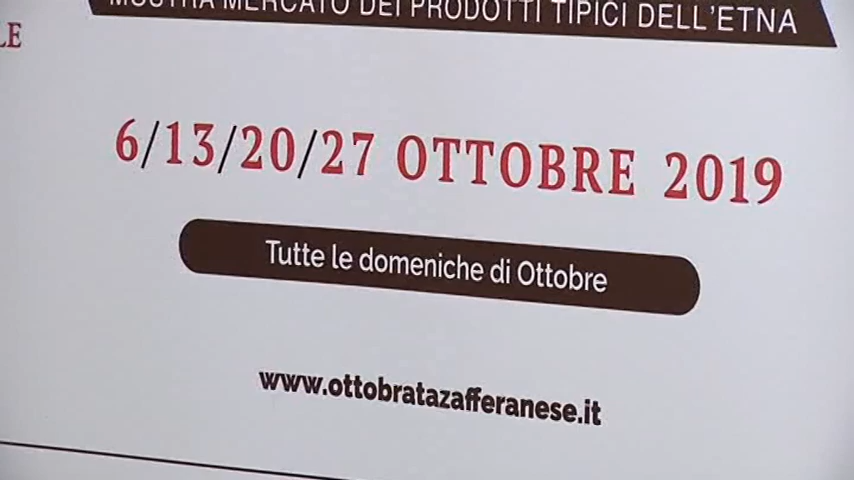 MOSTRA MERCATO DEI PRODOTTI TIPICI DELL'ETNA
LE
6/13/20/27 OTTOBRE 2019
Tutte le domeniche di Ottobre
www.ottobratazafferanese.it